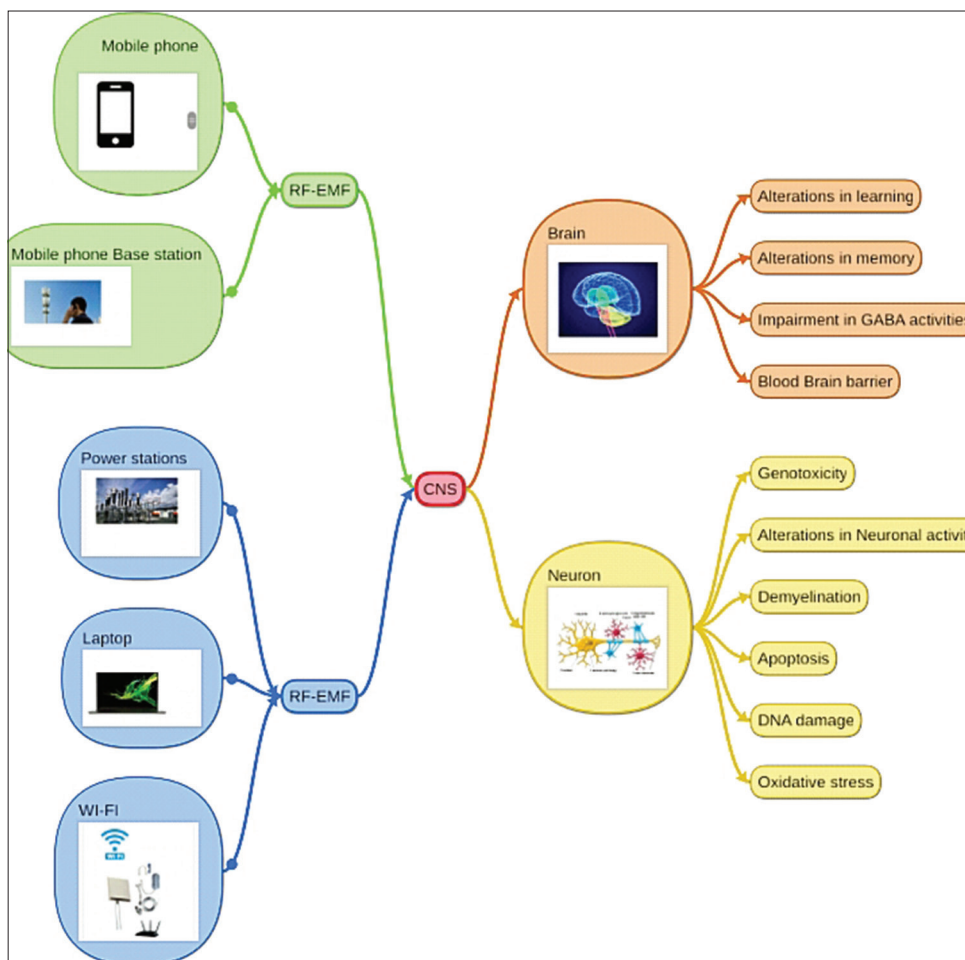 Mobile phone
RF-EMF
Mobile phone Base station
Power stations
Laptop
RF-EMF
WI-FI
CNS
Brain
Alterations in learning
Alterations in memory
Impairment in GABA activities
Blood Brain barrier
Neuron
Genotoxicity
Alterations in Neuronal activit
Demyelination
Apoptosis
DNA damage
Oxidative stress